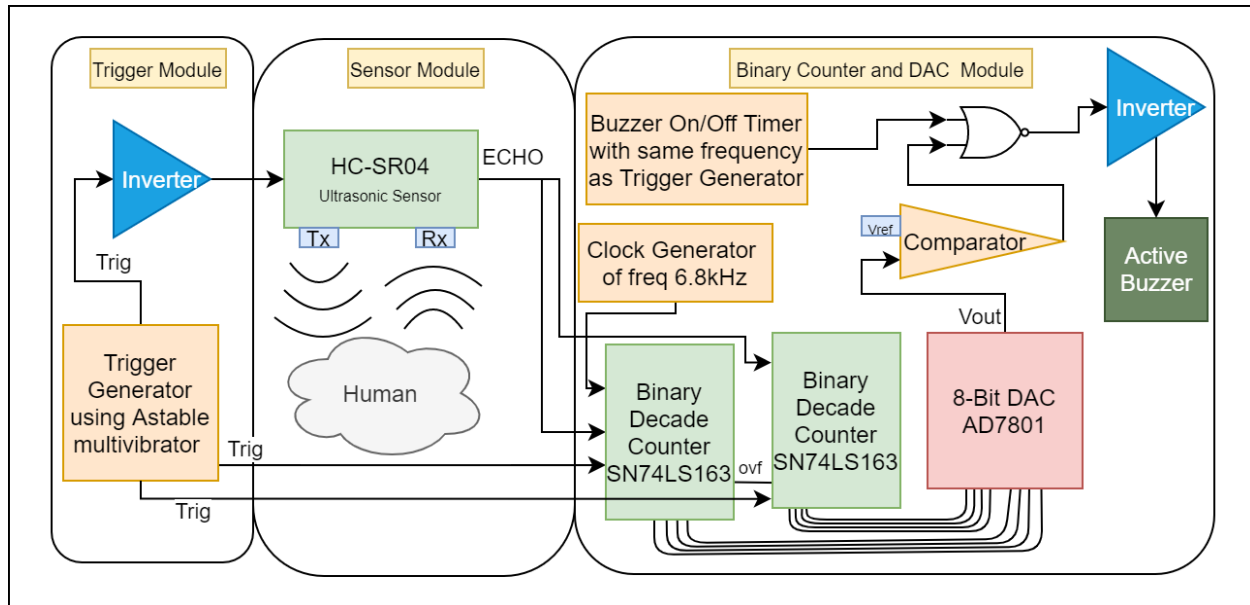 Trigger Module
Sensor Module
Binary Counter and DAC  Module
Inverter
Trig
Trigger
Generator
using Astable
multivibrator
Trig
Trig
HC-SR04
Ultrasonic Sensor
ECHO
Tx
Rx
Human
Buzzer On/Off Timer
with same frequency
as Trigger Generator
Clock Generator
of freq 6.8kHz
Binary
Decade
Counter
SN74LS163
ovf
Binary
Decade
Counter
SN74LS163
8-Bit DAC
AD7801
Vout
Vref
Comparator
Inverter
Active
Buzzer